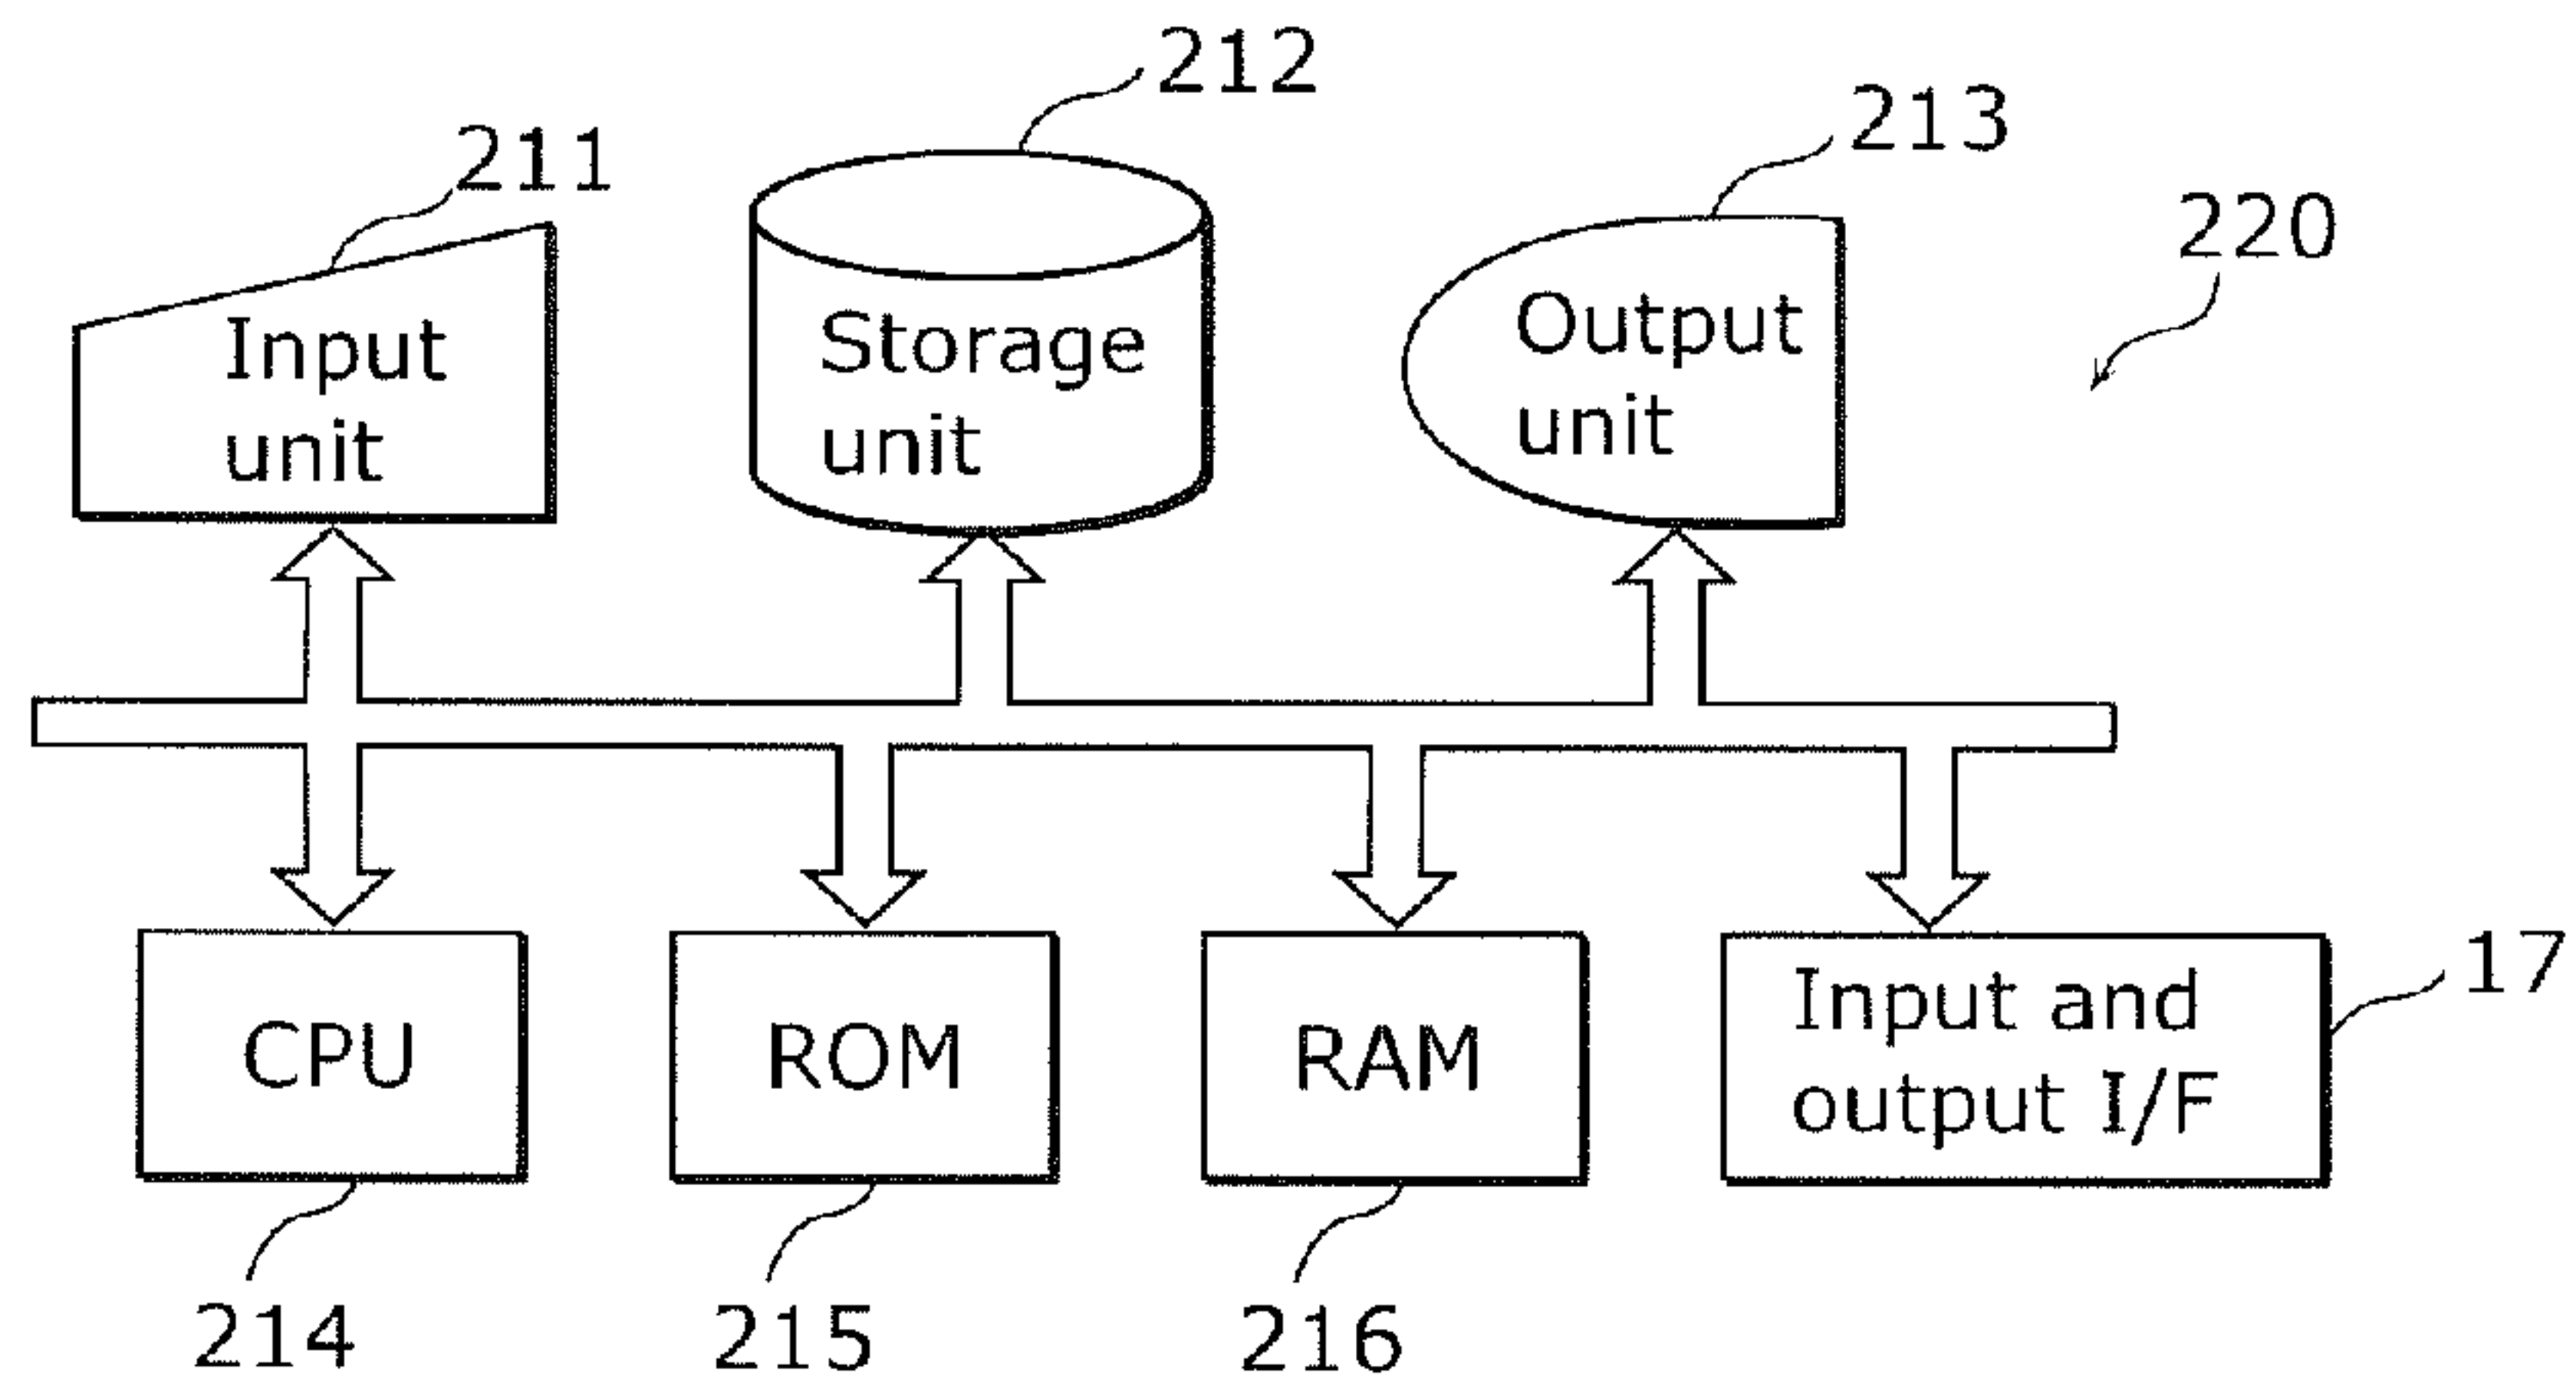 212
213
211
220
Input
unit
Storage
unit
Output
unit
CPU
ROM
RAM
Input and
output I/F
17
214
215
216